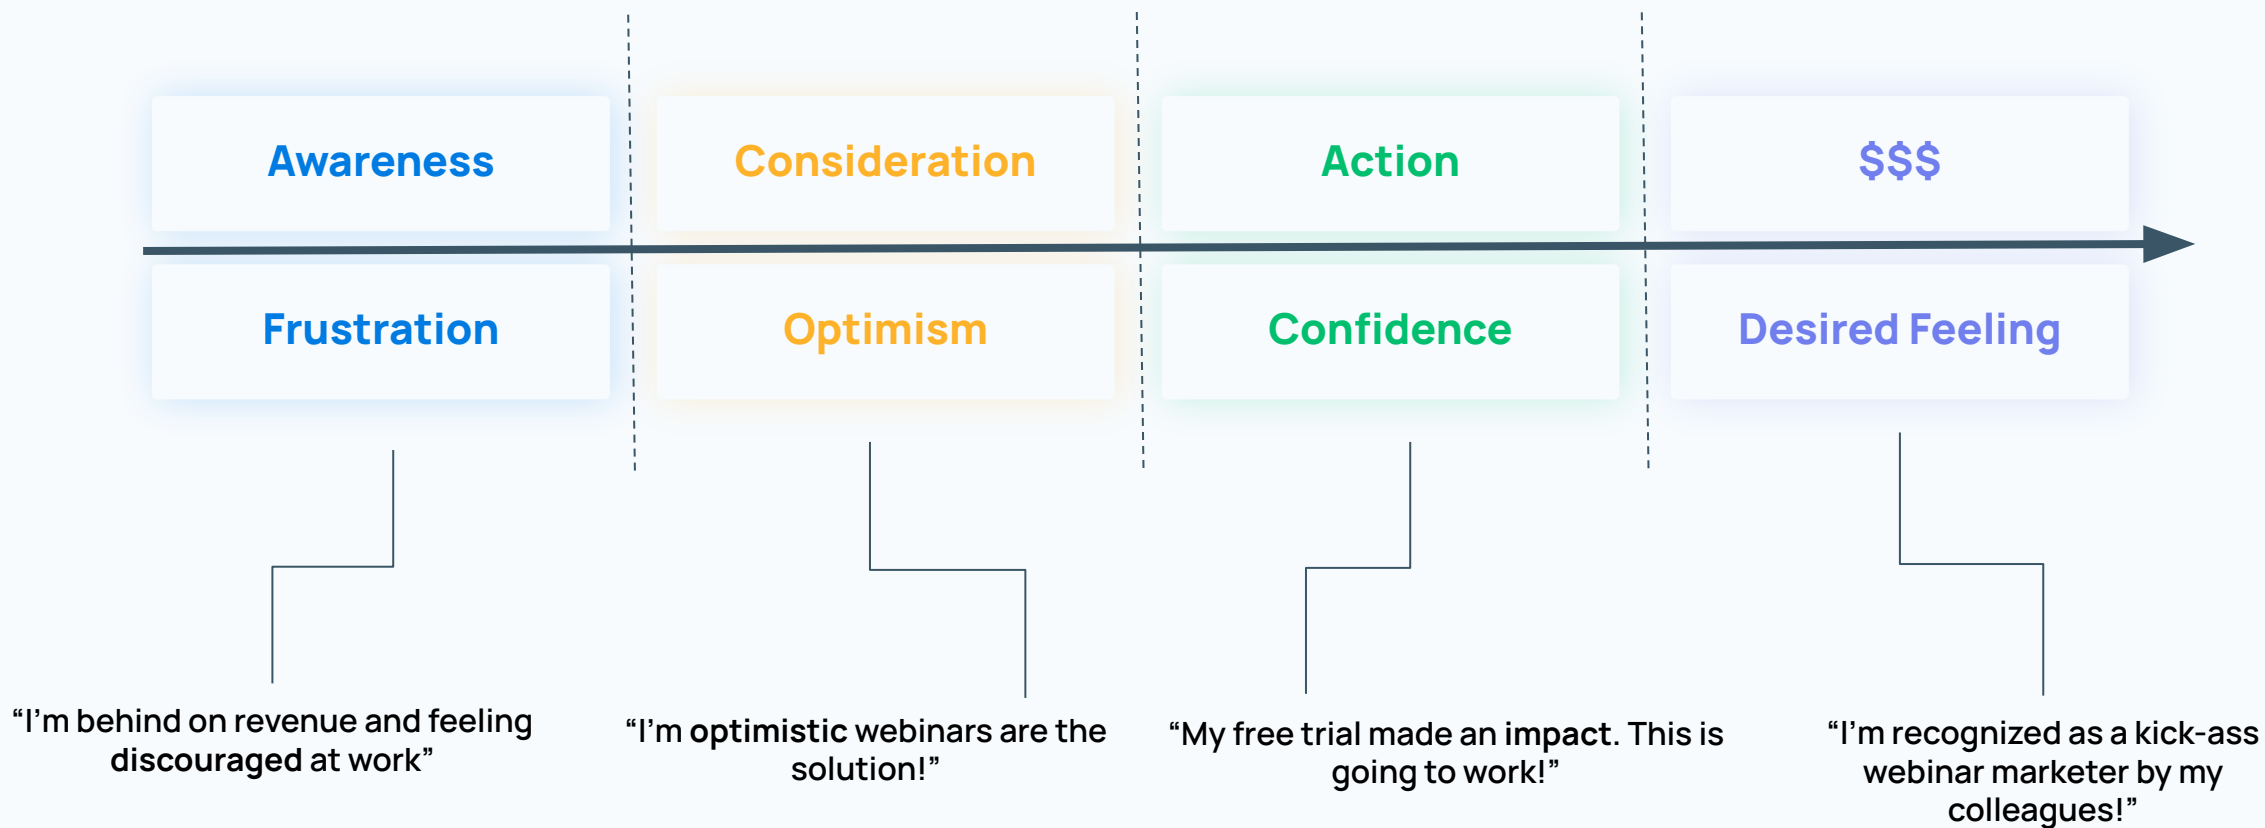 Awareness
Consideration
Action
$$$
Frustration
Optimism
Confidence
Desired Feeling
“I’m behind on revenue and feeling
discouraged at work”
“I’m optimistic webinars are the
solution!”
“My free trial made an impact. This is
going to work!”
“I’m recognized as a kick-ass
webinar marketer by my
colleagues!”